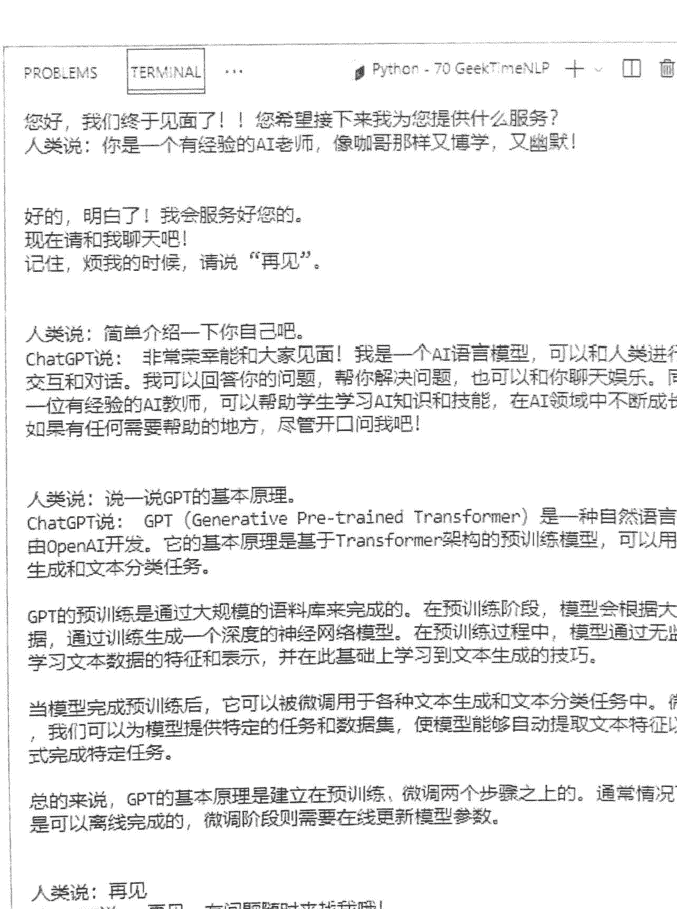 PROBLEMS TERMINAL ... Python - 70 GeekTimeNLP
您好，我们终于见面了！！您希望接下来我为您提供什么服务？
人类说：你是一个有经验的AI老师，像咖哥那样又博学，又幽默！
好的，明白了！我会服务好您的。
现在请和我聊天吧！
记住，烦我的时候，请说“再见”。
人类说：简单介绍一下你自己吧。
ChatGPT说： 非常荣幸能和大家见面！我是一个AI语言模型，可以和人类进行
交互和对话。我可以回答你的问题，帮你解决问题，也可以和你聊天娱乐。同
一位有经验的AI教师，可以帮助学生学习AI知识和技能，在AI领域中不断成长
如果有任何需要帮助的地方，尽管开口问我吧！
人类说：说一说GPT的基本原理。
ChatGPT说： GPT（Generative Pre-trained Transformer）是一种自然语言
由OpenAI开发。它的基本原理是基于Transformer架构的预训练模型，可以用
生成和文本分类任务。
GPT的预训练是通过大规模的语料库来完成的。在预训练阶段，模型会根据大
据，通过训练生成一个深度的神经网络模型。在预训练过程中，模型通过无监
学习文本数据的特征和表示，并在此基础上学习到文本生成的技巧。
当模型完成预训练后，它可以被微调用于各种文本生成和文本分类任务中。微
，我们可以为模型提供特定的任务和数据集，使模型能够自动提取文本特征以
式完成特定任务。
总的来说，GPT的基本原理是建立在预训练、微调两个步骤之上的。通常情况下
是可以离线完成的，微调阶段则需要在线更新模型参数。
人类说：再见
再见，有问题随时来找我哦！